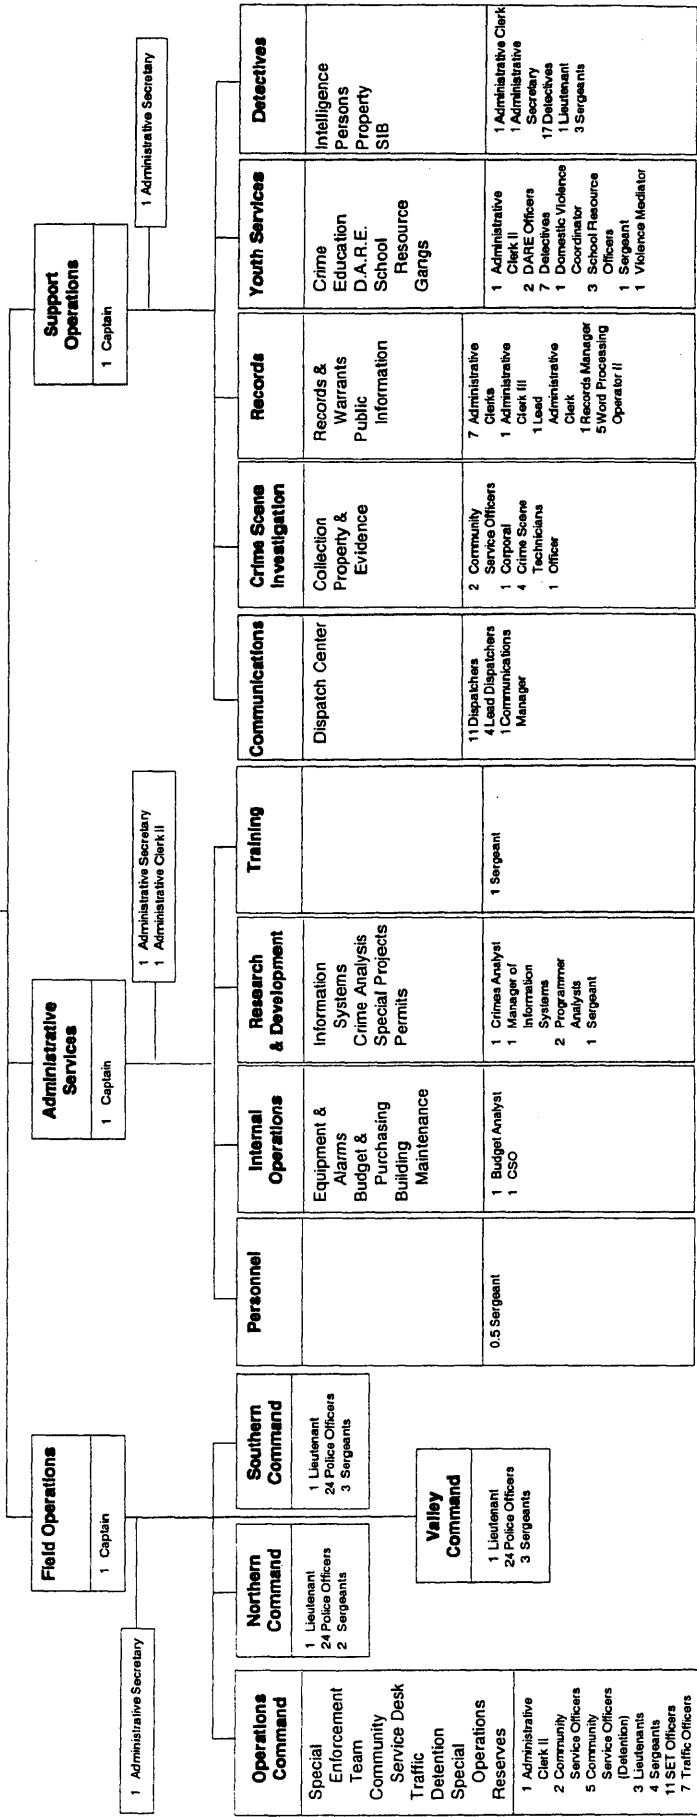 Field Operations
1 Captain
1 Administrative Secretary
Operations
Command
Special
Enforcement
Team
Community
Service Desk
Traffic
Detention
Special
Operations
Reserves
1 Administrative
Clerk II
2 Community
Service Officers
5 Community
Service Officers
(Detention)
3 Lieutenants
4 Sergeants
11 SET Officers
7 Traffic Officers
Northern
Command
1 Lieutenant
24 Police Officers
2 Sergeants
Southern
Command
1 Lieutenant
24 Police Officers
3 Sergeants
Valley
Command
1 Lieutenant
24 Police Officers
3 Sergeants
Administrative
Services
1 Captain
1 Administrative Secretary
1 Administrative Clerk II
Personnel
0.5 Sergeant
Internal
Operations
Equipment &
Alarms
Budget &
Purchasing
Building
Maintenance
1 Budget Analyst
1 CSO
Research
& Development
Information
Systems
Crime Analysis
Special Projects
Permits
1 Crimes Analyst
1 Manager of
Information
Systems
2 Programmer
Analysts
1 Sergeant
Training
1 Sergeant
Support
Operations
1 Captain
1 Administrative Secretary
Communications
Dispatch Center
11 Dispatchers
4 Lead Dispatchers
1 Communications
Manager
Crime Scene
Investigation
Collection
Property &
Evidence
2 Community
Service Officers
1 Corporal
4 Crime Scene
Technicians
1 Officer
Records
Records &
Warrants
Public
Information
7 Administrative
Clerks
1 Administrative
Clerk III
1 Lead
Administrative
Clerk
1 Records Manager
5 Word Processing
Operator II
Youth Services
Crime
Education
D.A.R.E.
School
Resource
Gangs
1 Administrative
Clerk II
2 DARE Officers
7 Detectives
1 Domestic Violence
Coordinator
3 School Resource
Officers
1 Sergeant
1 Violence Mediator
Detectives
Intelligence
Persons
Property
SIB
1 Administrative Clerk
1 Administrative
Secretary
17 Detectives
1 Lieutenant
3 Sergeants